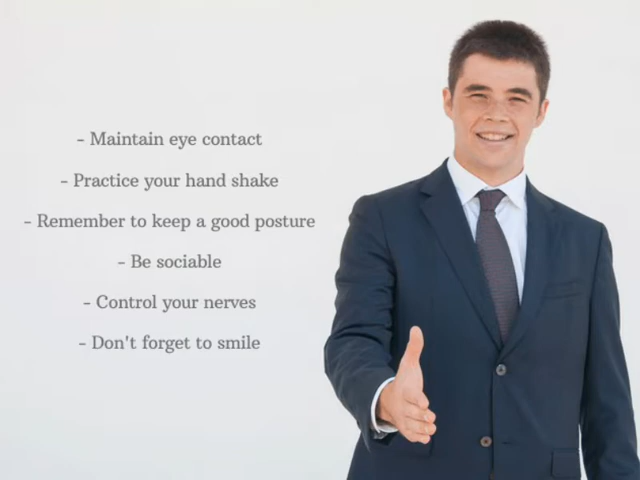 - Maintain eye contact
- Practice your hand shake
- Remember to keep a good posture
- Be sociable
- Control your nerves
- Don't forget to smile